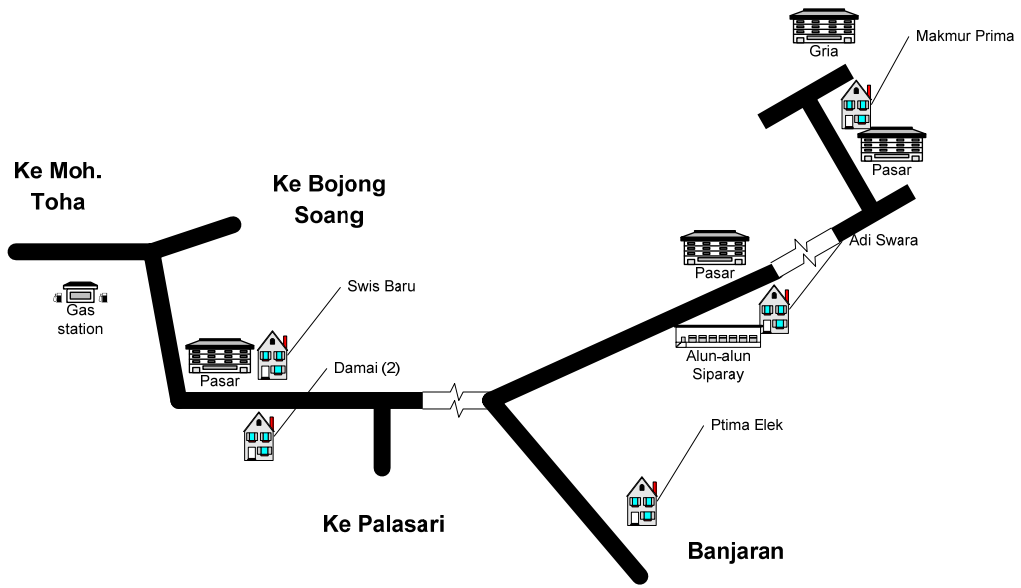 Gria
Makmur Prima
Pasar
Ke Moh.
Toha
Ke Bojong
Soang
Adi Swara
Pasar
Gas
station
Swis Baru
Pasar
Damai (2)
Alun-alun
Siparay
Ptima Elek
Ke Palasari
Banjaran